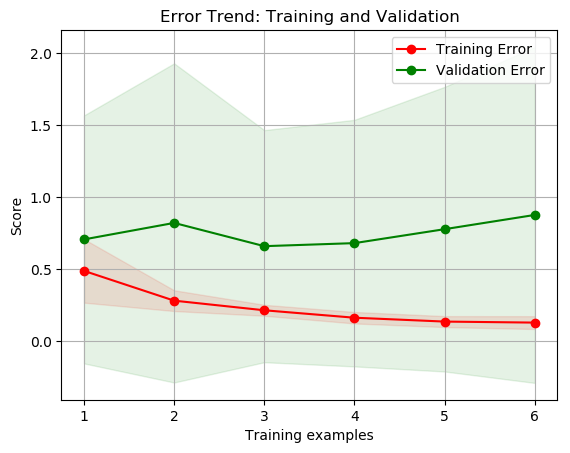 Error Trend: Training and Validation
Training Error
Validation Error
2.0
1.5
1.0
0.5
0.0
Score
1 2 3 4 5 6
Training examples